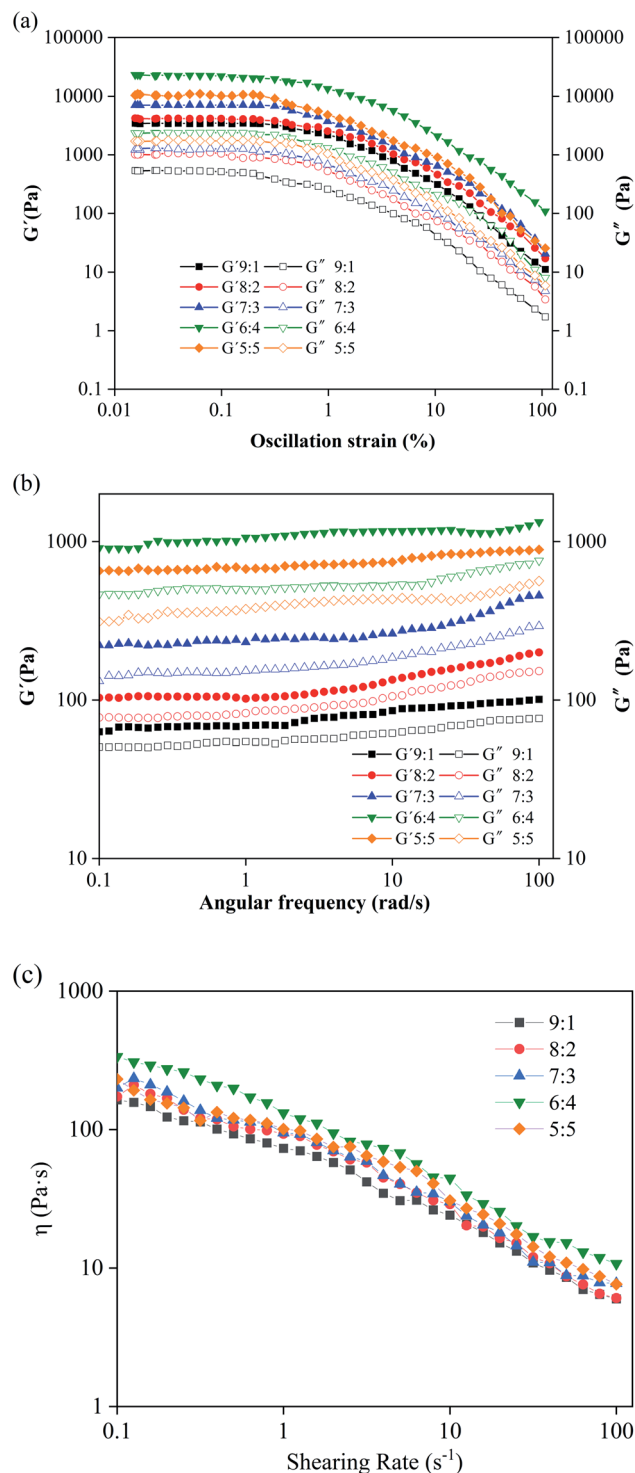 (a)
100000 100000
10000 10000
1000 1000
100 100
10 10
1 1
0.1 0.1
G′(Pa)
G″ (Pa)
G′9:1 G″ 9:1
G′8:2 G″ 8:2
G′7:3 G″ 7:3
G′6:4 G″ 6:4
G′5:5 G″ 5:5
0.01 0.1 1 10 100
Oscillation strain (%)
(b)
1000 1000
100 100
10 10
G′(Pa)
G″ (Pa)
G′9:1 G″ 9:1
G′8:2 G″ 8:2
G′7:3 G″ 7:3
G′6:4 G″ 6:4
G′5:5 G″ 5:5
0.1 1 10 100
Angular frequency (rad/s)
(c)
1000
100
10
1
η (Pa·s)
9:1
8:2
7:3
6:4
5:5
0.1 1 10 100
Shearing Rate (s⁻¹)